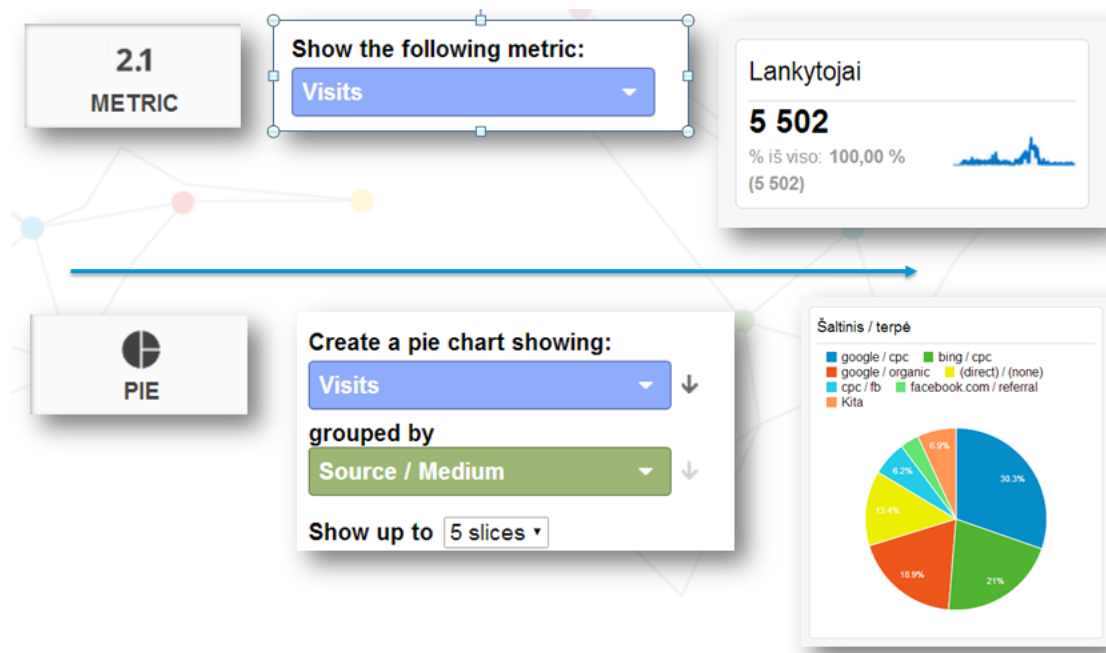 2.1
METRIC
Show the following metric:
Visits
Lankytojai
5 502
% iš viso: 100,00 %
(5 502)
PIE
Create a pie chart showing:
Visits
grouped by
Source / Medium
Show up to 5 slices
Šaltinis / terpė
google / cpc bing / cpc
google / organic (direct) / (none)
cpc / fb facebook.com / referral
Kita
6.9%
30.3%
6.2%
13.4%
18.9%
21%